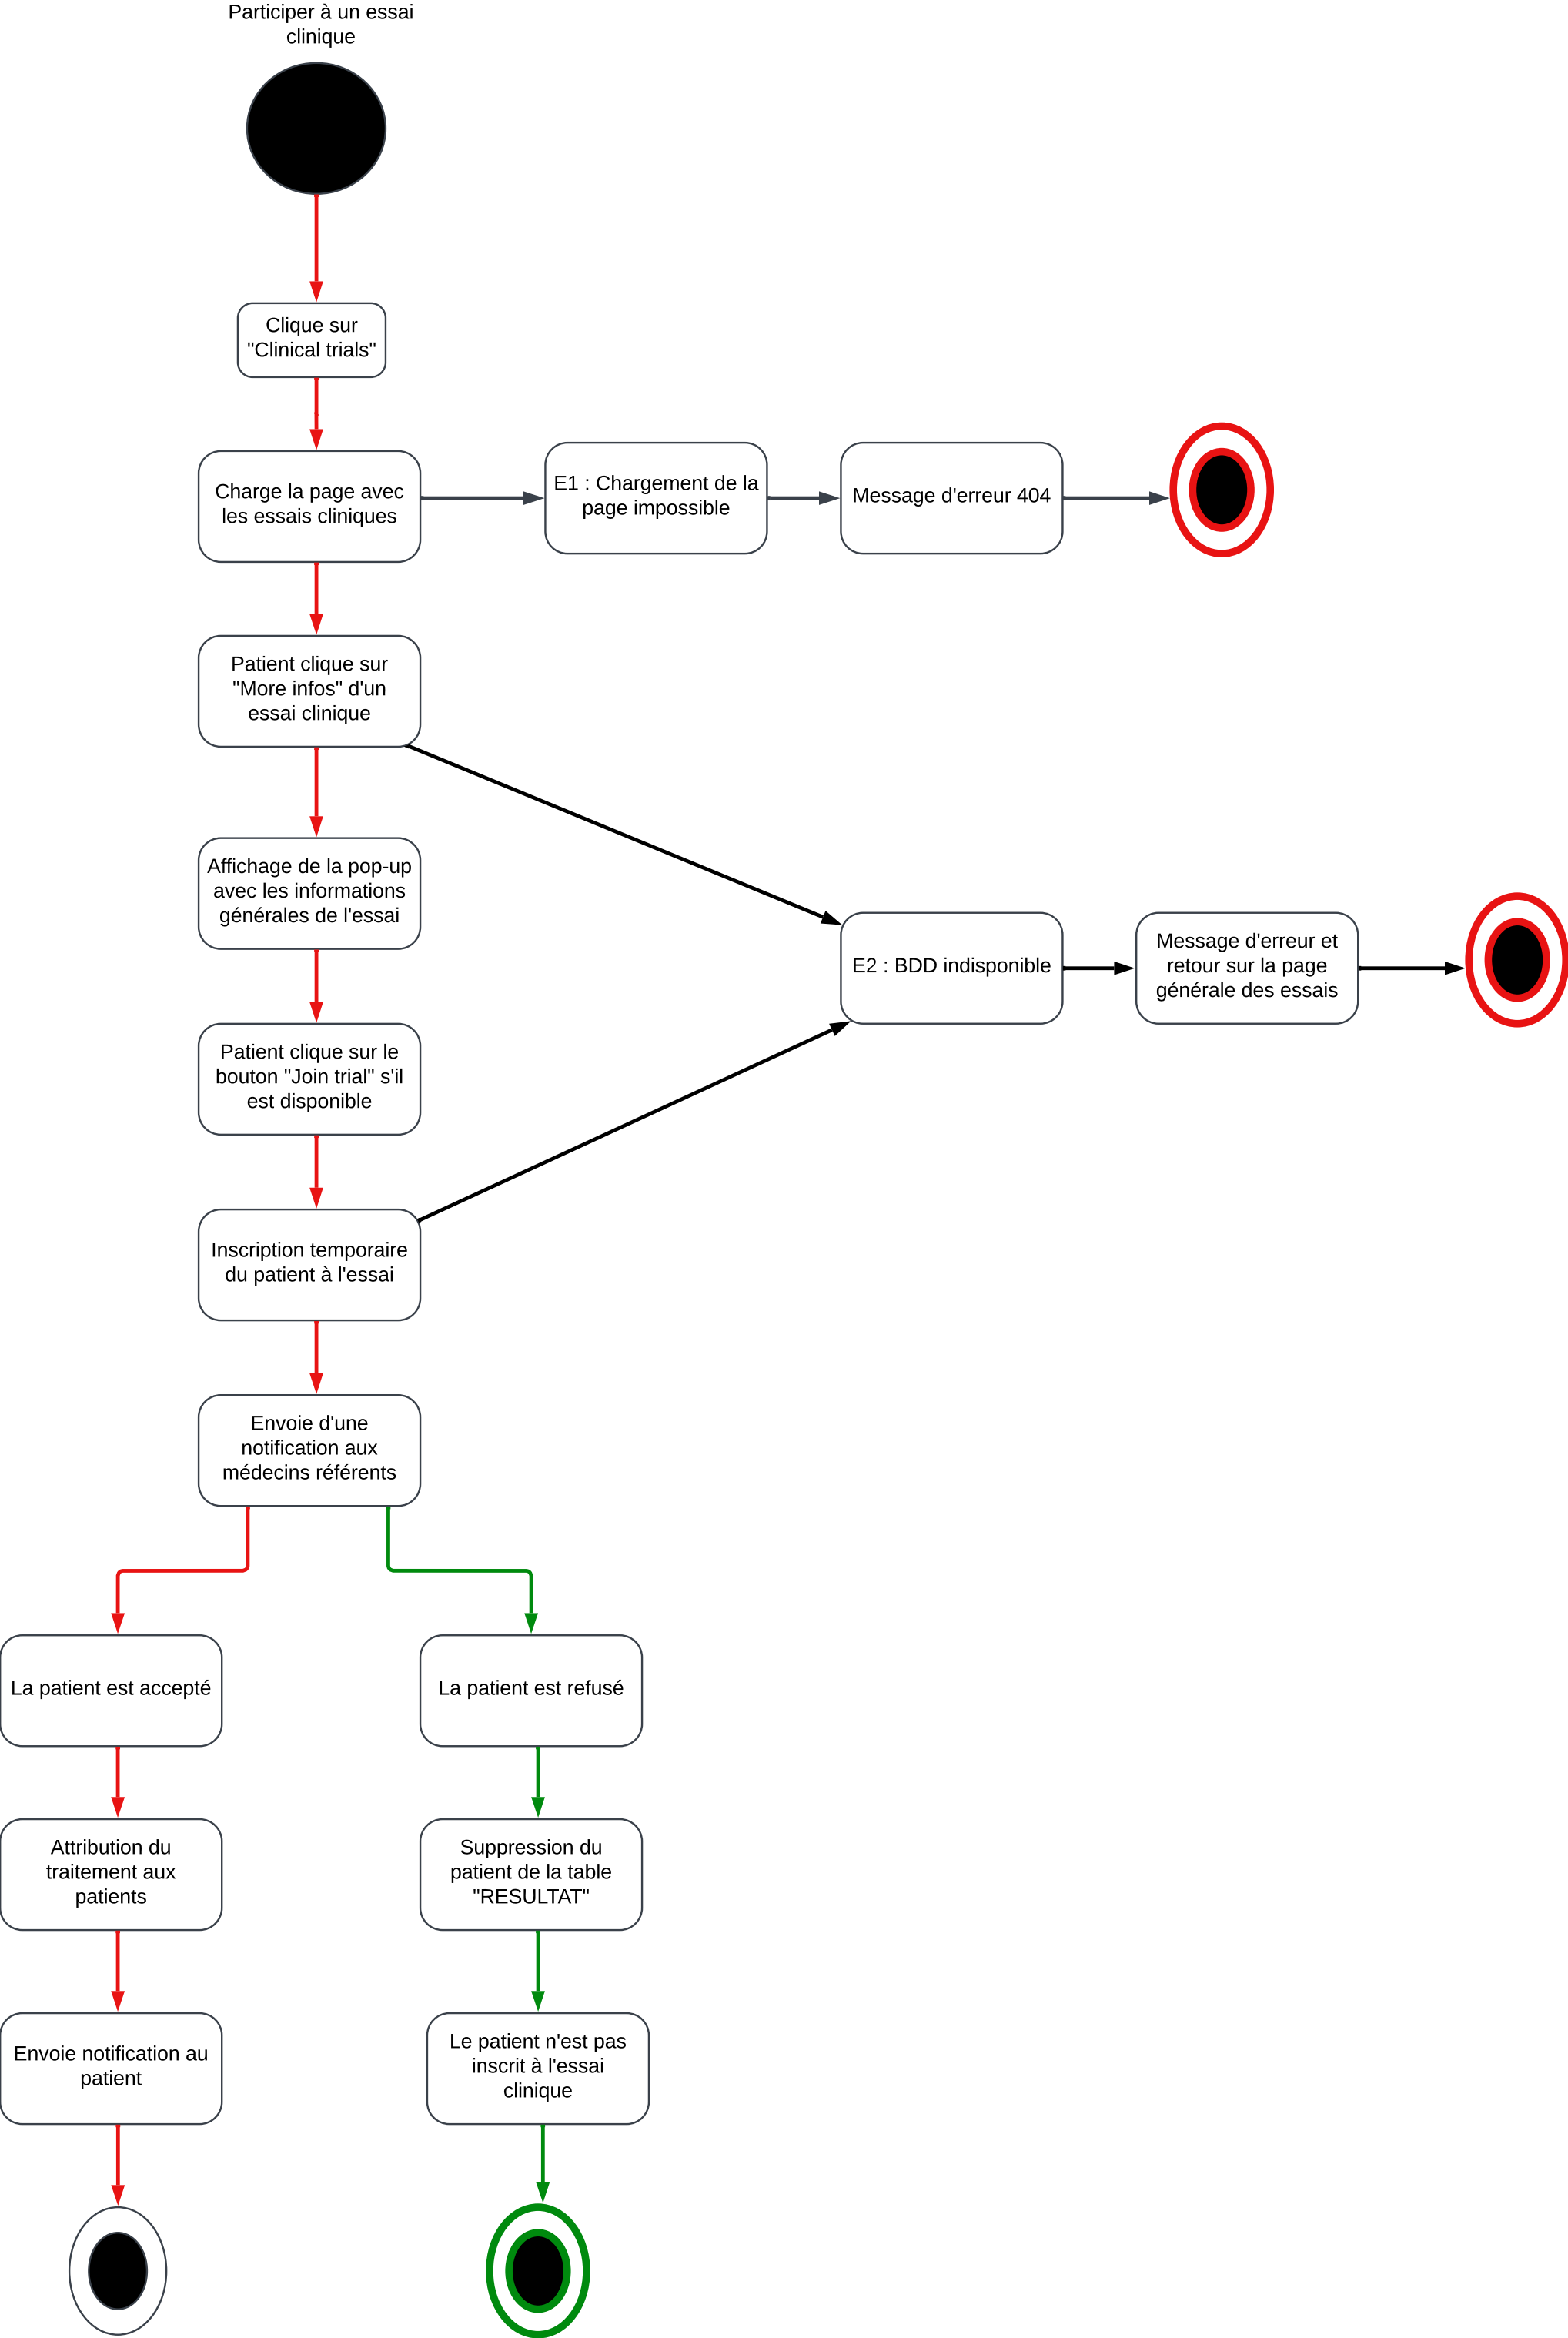 Participer à un essai
clinique
Clique sur
"Clinical trials"
Charge la page avec
les essais cliniques
E1 : Chargement de la
page impossible
Message d'erreur 404
Patient clique sur
"More infos" d'un
essai clinique
Affichage de la pop-up
avec les informations
générales de l'essai
E2 : BDD indisponible
Message d'erreur et
retour sur la page
générale des essais
Patient clique sur le
bouton "Join trial" s'il
est disponible
Inscription temporaire
du patient à l'essai
Envoie d'une
notification aux
médecins référents
La patient est accepté
La patient est refusé
Attribution du
traitement aux
patients
Suppression du
patient de la table
"RESULTAT"
Envoie notification au
patient
Le patient n'est pas
inscrit à l'essai
clinique